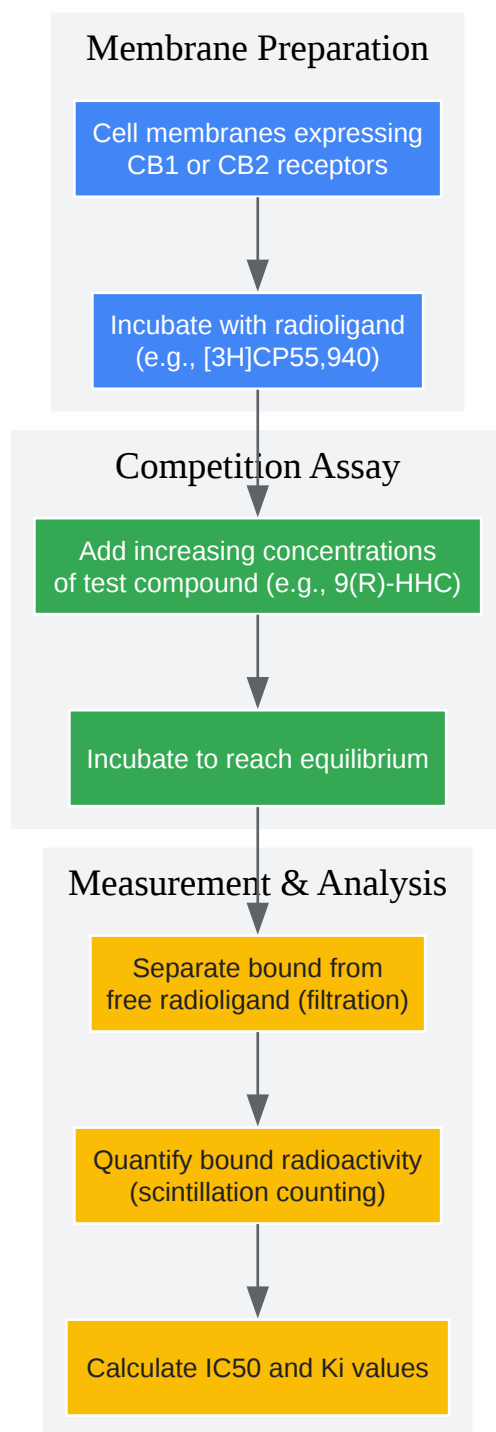 Membrane Preparation
Cell membranes expressing
CB1 or CB2 receptors
Incubate with radioligand
(e.g., [3H]CP55,940)
Competition Assay
Add increasing concentrations
of test compound (e.g., 9(R)-HHC)
Incubate to reach equilibrium
Measurement & Analysis
Separate bound from
free radioligand (filtration)
Quantify bound radioactivity
(scintillation counting)
Calculate IC50 and Ki values